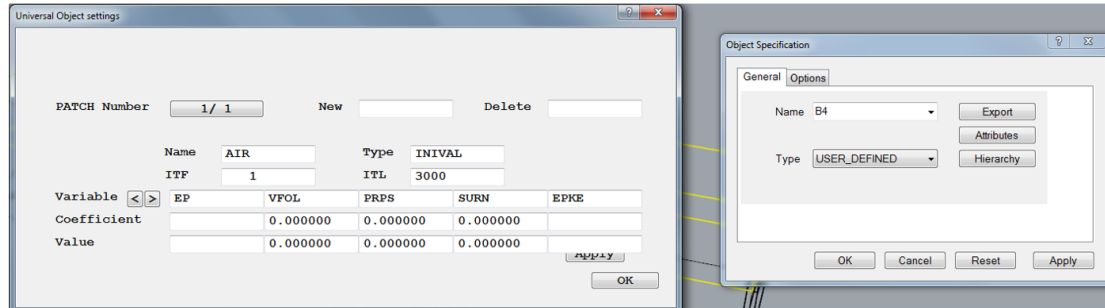 Universal Object settings
PATCH Number 1/ 1 New Delete
Name AIR Type INIVAL
ITF 1 ITL 3000
Variable < > EP VFOL PRPS SURN EPKE
Coefficient 0.000000 0.000000 0.000000
Value 0.000000 0.000000 0.000000
Apply
OK
Object Specification
General Options
Name B4 Export
Attributes
Type USER_DEFINED Hierarchy
OK Cancel Reset Apply